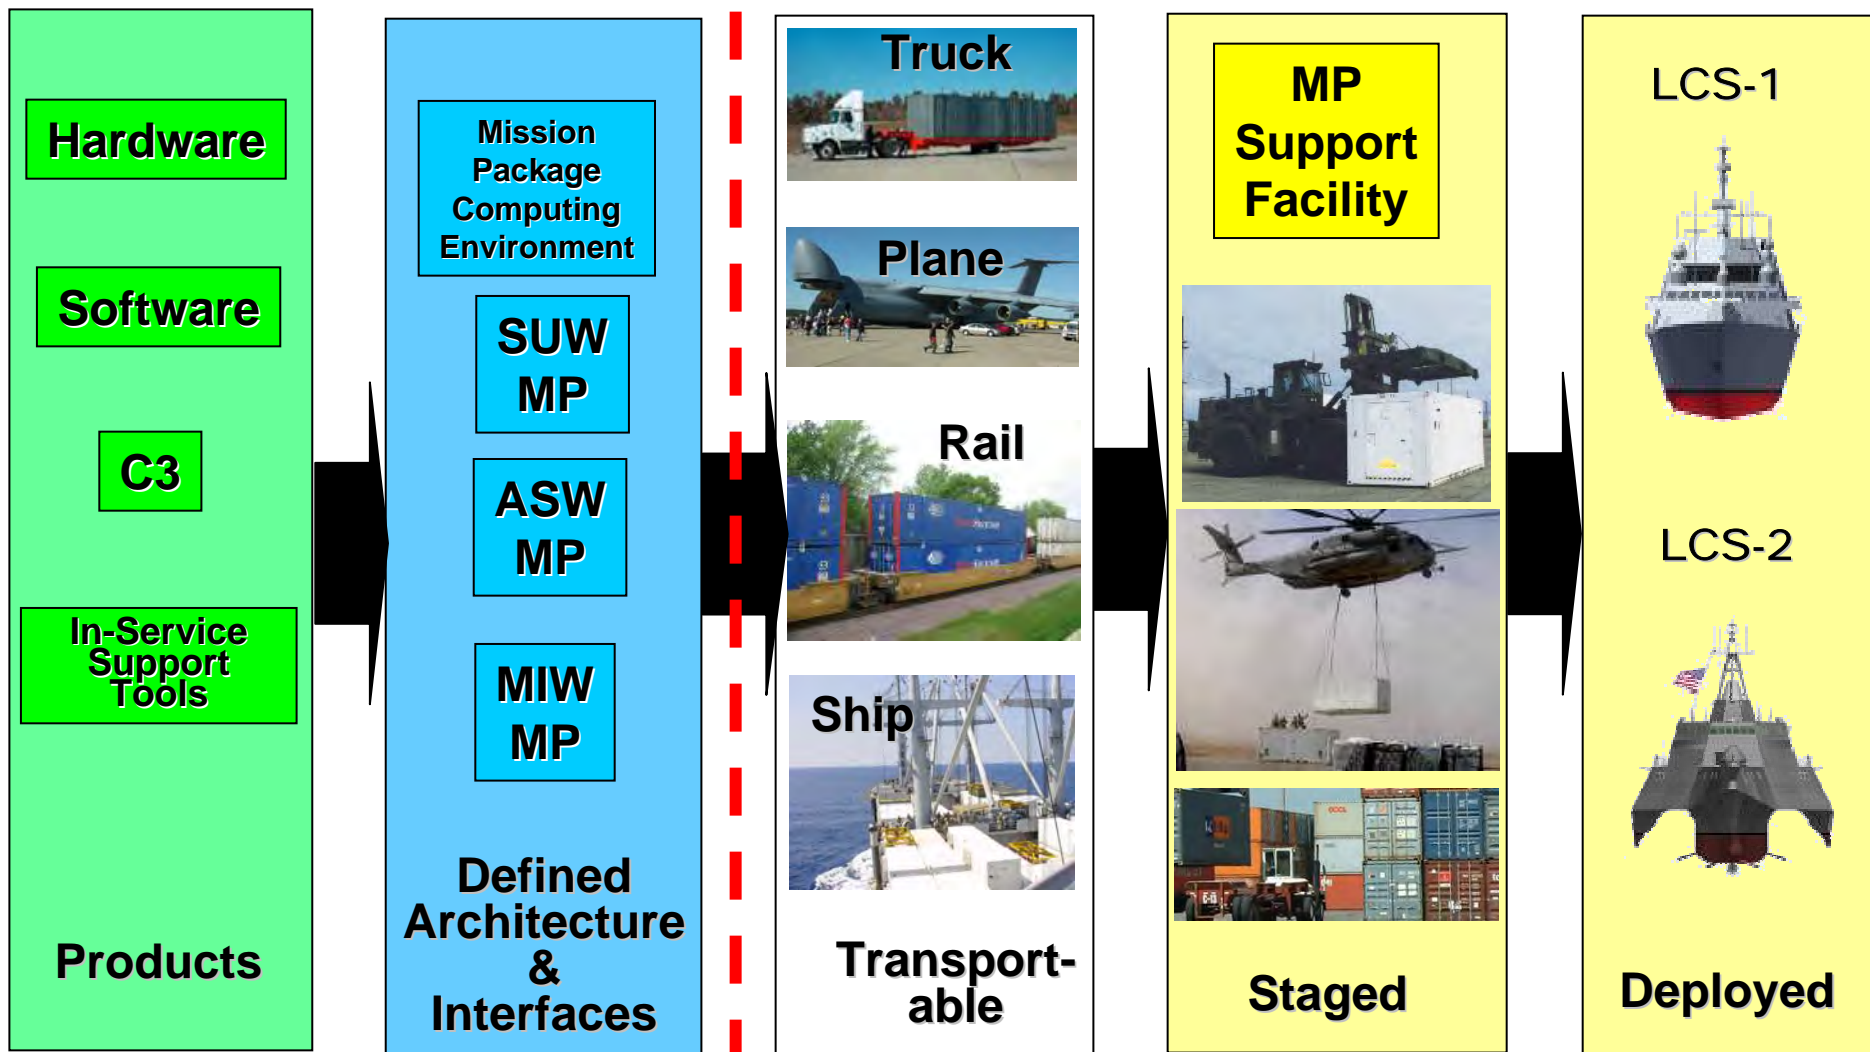 Hardware
Software
C3
In-Service
Support
Tools
Products
Mission
Package
Computing
Environment
SUW
MP
ASW
MP
MIW
MP
Defined
Architecture
&
Interfaces
Truck
Plane
Rail
Ship
Transport-
able
MP
Support
Facility
Staged
LCS-1
LCS-2
Deployed